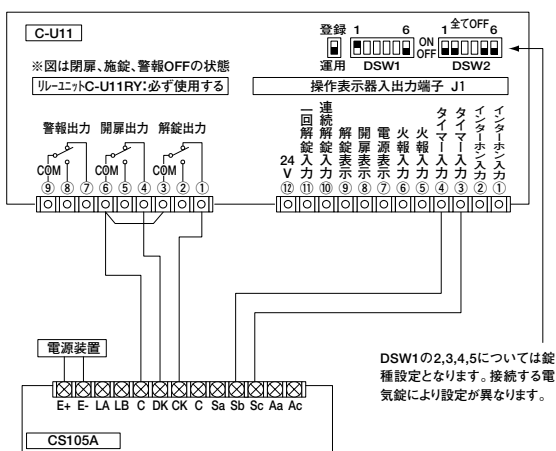 C-U11
※図は閉扉、施錠、警報OFFの状態
リレーユニットC-U11RY:必ず使用する
登録
運用
1 6
DSW1
ON
OFF
全てOFF
1 6
DSW2
操作表示器入出力端子 J1
警報出力 開扉出力 解錠出力
COM COM COM
⑨ ⑧ ⑦ ⑥ ⑤ ④ ③ ② ①
24V
一回解錠入力
連続解錠入力
解錠表示
開扉表示
電源表示
火報入力
火報入力
タイマー入力
タイマー入力
インターホン入力
インターホン入力
⑫ ⑪ ⑩ ⑨ ⑧ ⑦ ⑥ ⑤ ④ ③ ② ①
電源装置
E+ E- LA LB C DK CK C Sa Sb Sc Aa Ac
CS105A
DSW1の2,3,4,5については錠
種設定となります。接続する電
気錠により設定が異なります。